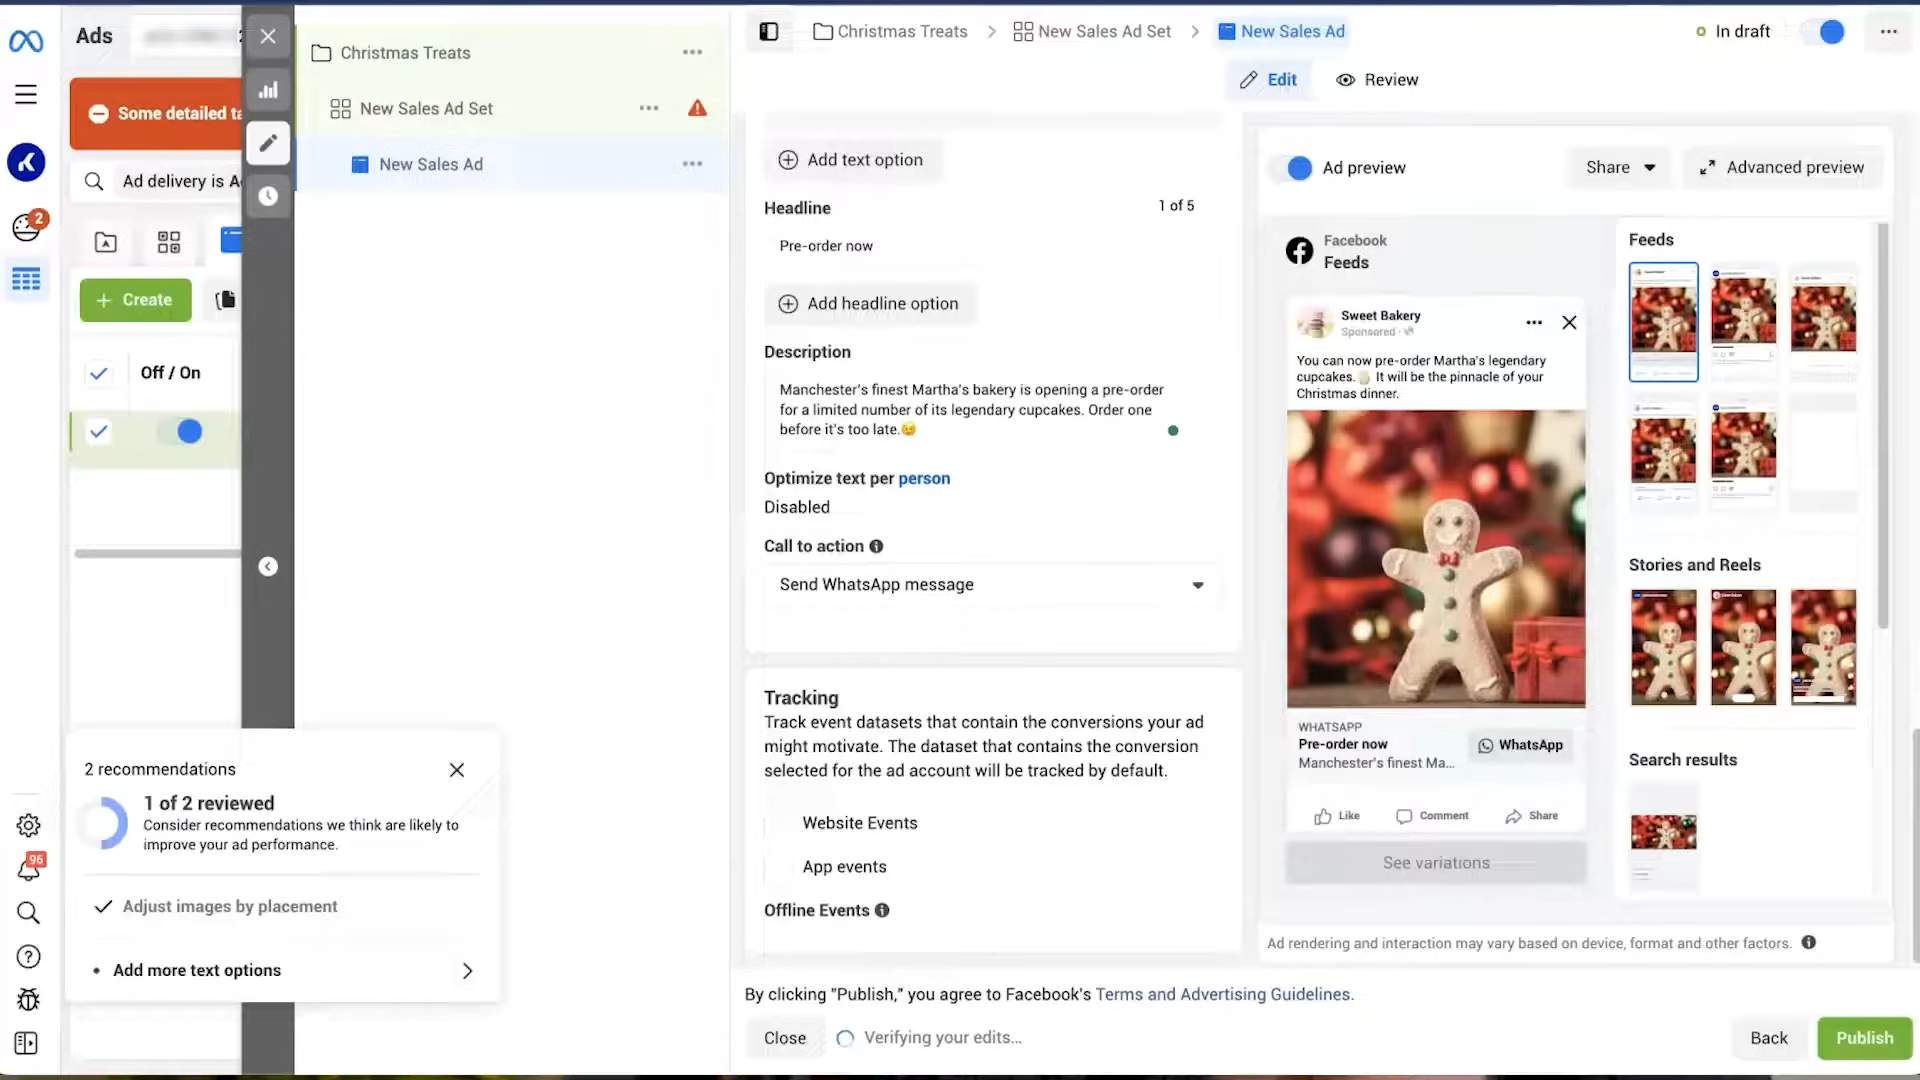 Ads
Some detailed ta
Ad delivery is A
Create
Off / On
2
96
Christmas Treats
New Sales Ad Set
New Sales Ad
2 recommendations
1 of 2 reviewed
Consider recommendations we think are likely to
improve your ad performance.
Adjust images by placement
Add more text options
Christmas Treats
New Sales Ad Set
New Sales Ad
In draft
Edit
Review
Add text option
Headline
1 of 5
Pre-order now
Add headline option
Description
Manchester's finest Martha's bakery is opening a pre-order
for a limited number of its legendary cupcakes. Order one
before it's too late.😉
Optimize text per person
Disabled
Call to action
Send WhatsApp message
Tracking
Track event datasets that contain the conversions your ad
might motivate. The dataset that contains the conversion
selected for the ad account will be tracked by default.
Website Events
App events
Offline Events
Ad preview
Share
Advanced preview
Facebook
Feeds
Sweet Bakery
Sponsored ·
You can now pre-order Martha's legendary
cupcakes. It will be the pinnacle of your
Christmas dinner.
WHATSAPP
Pre-order now
WhatsApp
Manchester's finest Ma...
Like
Comment
Share
See variations
Feeds
Stories and Reels
Search results
Ad rendering and interaction may vary based on device, format and other factors.
By clicking "Publish," you agree to Facebook's Terms and Advertising Guidelines.
Close
Verifying your edits...
Back
Publish